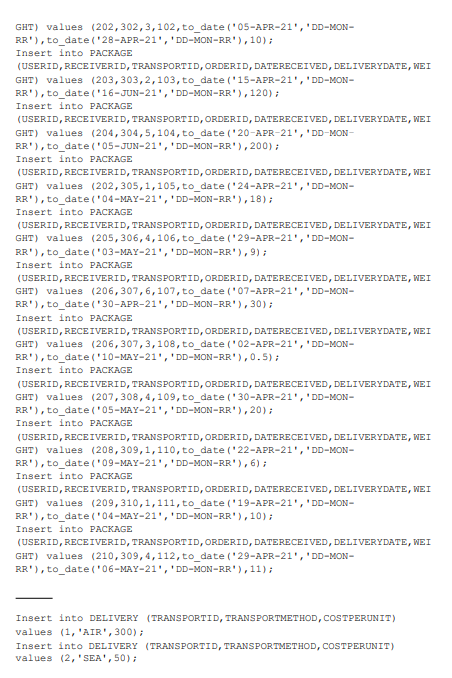 GHT) values (202,302,3,102,to_date('05-APR-21','DD-MON-
RR'),to_date('28-APR-21','DD-MON-RR'),10);
Insert into PACKAGE
(USERID,RECEIVERID,TRANSPORTID,ORDERID,DATERECEIVED,DELIVERYDATE,WEI
GHT) values (203,303,2,103,to_date('15-APR-21','DD-MON-
RR'),to_date('16-JUN-21','DD-MON-RR'),120);
Insert into PACKAGE
(USERID,RECEIVERID,TRANSPORTID,ORDERID,DATERECEIVED,DELIVERYDATE,WEI
GHT) values (204,304,5,104,to_date('20-APR-21','DD-MON-
RR'),to_date('05-JUN-21','DD-MON-RR'),200);
Insert into PACKAGE
(USERID,RECEIVERID,TRANSPORTID,ORDERID,DATERECEIVED,DELIVERYDATE,WEI
GHT) values (202,305,1,105,to_date('24-APR-21','DD-MON-
RR'),to_date('04-MAY-21','DD-MON-RR'),18);
Insert into PACKAGE
(USERID,RECEIVERID,TRANSPORTID,ORDERID,DATERECEIVED,DELIVERYDATE,WEI
GHT) values (205,306,4,106,to_date('29-APR-21','DD-MON-
RR'),to_date('03-MAY-21','DD-MON-RR'),9);
Insert into PACKAGE
(USERID,RECEIVERID,TRANSPORTID,ORDERID,DATERECEIVED,DELIVERYDATE,WEI
GHT) values (206,307,6,107,to_date('07-APR-21','DD-MON-
RR'),to_date('30-APR-21','DD-MON-RR'),30);
Insert into PACKAGE
(USERID,RECEIVERID,TRANSPORTID,ORDERID,DATERECEIVED,DELIVERYDATE,WEI
GHT) values (206,307,3,108,to_date('02-APR-21','DD-MON-
RR'),to_date('10-MAY-21','DD-MON-RR'),0.5);
Insert into PACKAGE
(USERID,RECEIVERID,TRANSPORTID,ORDERID,DATERECEIVED,DELIVERYDATE,WEI
GHT) values (207,308,4,109,to_date('30-APR-21','DD-MON-
RR'),to_date('05-MAY-21','DD-MON-RR'),20);
Insert into PACKAGE
(USERID,RECEIVERID,TRANSPORTID,ORDERID,DATERECEIVED,DELIVERYDATE,WEI
GHT) values (208,309,1,110,to_date('22-APR-21','DD-MON-
RR'),to_date('09-MAY-21','DD-MON-RR'),6);
Insert into PACKAGE
(USERID,RECEIVERID,TRANSPORTID,ORDERID,DATERECEIVED,DELIVERYDATE,WEI
GHT) values (209,310,1,111,to_date('19-APR-21','DD-MON-
RR'),to_date('04-MAY-21','DD-MON-RR'),10);
Insert into PACKAGE
(USERID,RECEIVERID,TRANSPORTID,ORDERID,DATERECEIVED,DELIVERYDATE,WEI
GHT) values (210,309,4,112,to_date('29-APR-21','DD-MON-
RR'),to_date('06-MAY-21','DD-MON-RR'),11);
Insert into DELIVERY (TRANSPORTID,TRANSPORTMETHOD,COSTPERUNIT)
values (1,'AIR',300);
Insert into DELIVERY (TRANSPORTID,TRANSPORTMETHOD,COSTPERUNIT)
values (2,'SEA',50);